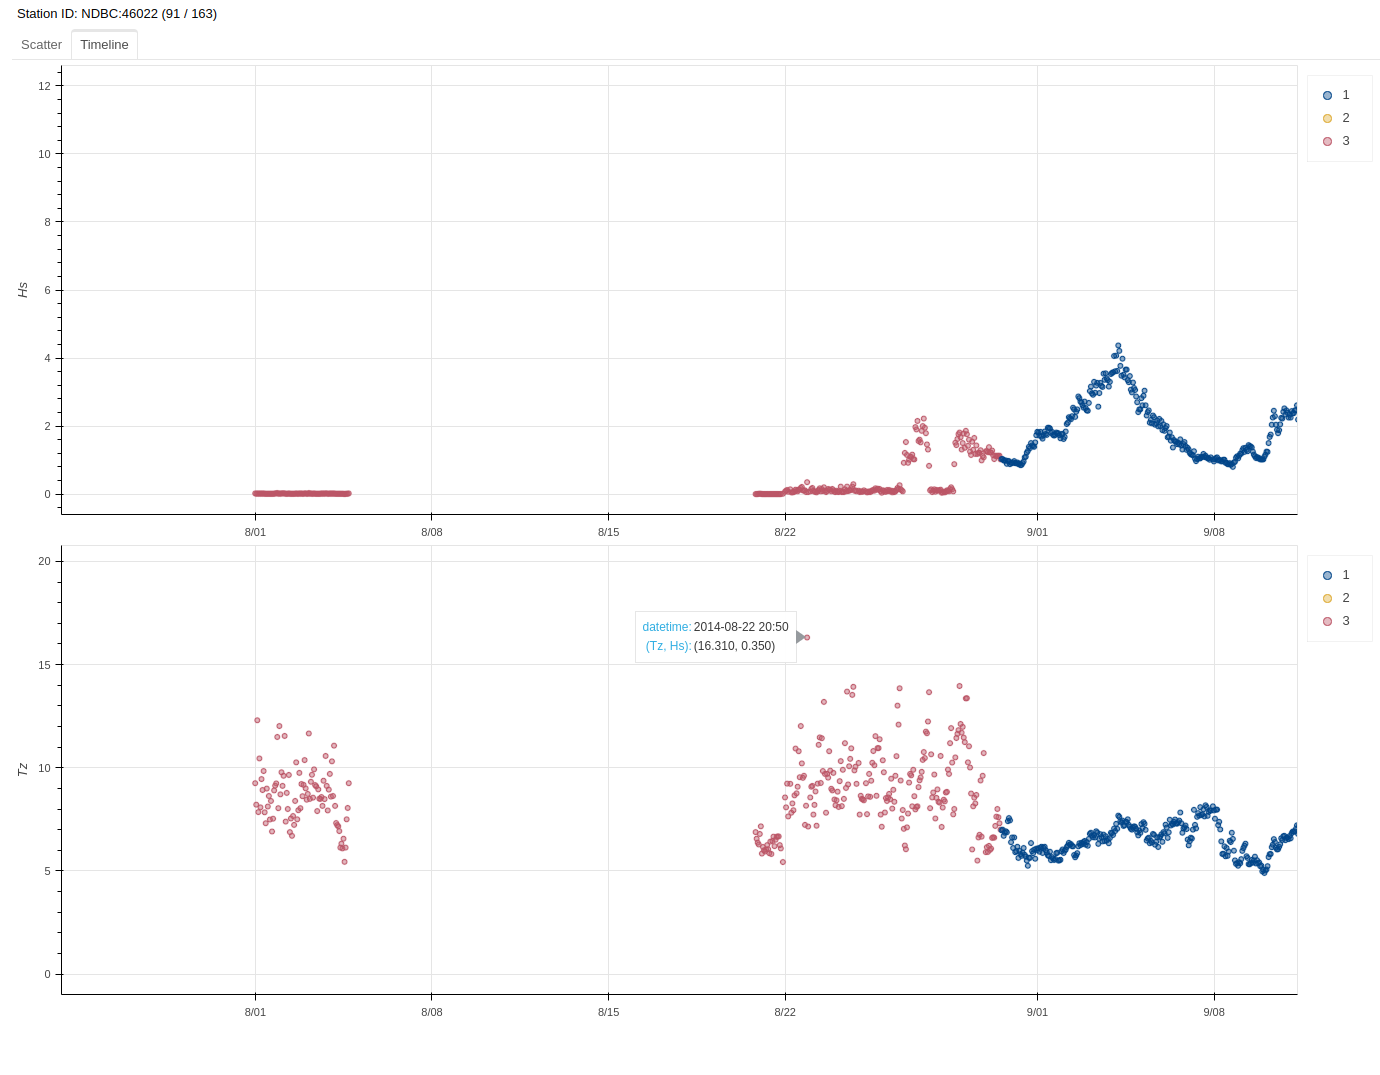 Station ID: NDBC:46022 (91 / 163)
Scatter Timeline
12
10
8
6
4
2
0
Hs
8/01 8/08 8/15 8/22 9/01 9/08
1
2
3
20
15
10
5
0
Tz
datetime: 2014-08-22 20:50
(Tz, Hs): (16.310, 0.350)
8/01 8/08 8/15 8/22 9/01 9/08
1
2
3